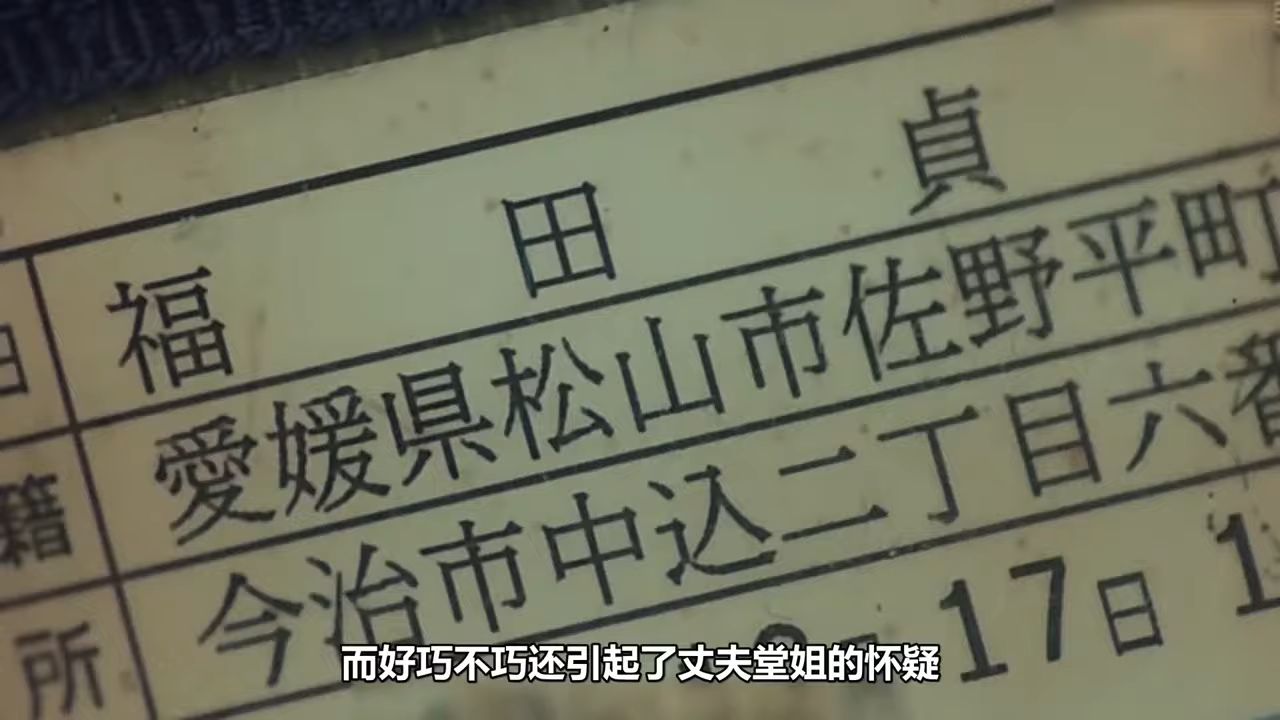 福田貞
籍 愛媛県松山市佐野平町
所 今治市中込二丁目六番
17日 1
而好巧不巧还引起了丈夫堂姐的怀疑